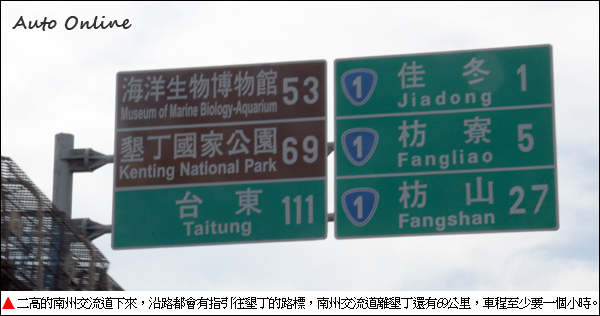 Auto Online
海洋生物博物館 53
Museum of Marine Biology-Aquarium
墾丁國家公園 69
Kenting National Park
台東 111
Taitung
1 佳冬 1
Jiadong
1 枋寮 5
Fangliao
1 枋山 27
Fangshan
▲二高的南州交流道下來，沿路都會有指引往墾丁的路標，南州交流道離墾丁還有69公里，車程至少要一個小時。